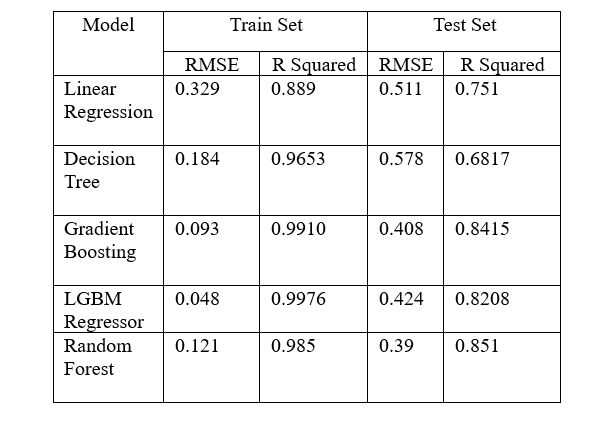 Model Train Set Test Set
RMSE R Squared RMSE R Squared
Linear 0.329 0.889 0.511 0.751
Regression
Decision 0.184 0.9653 0.578 0.6817
Tree
Gradient 0.093 0.9910 0.408 0.8415
Boosting
LGBM 0.048 0.9976 0.424 0.8208
Regressor
Random 0.121 0.985 0.39 0.851
Forest